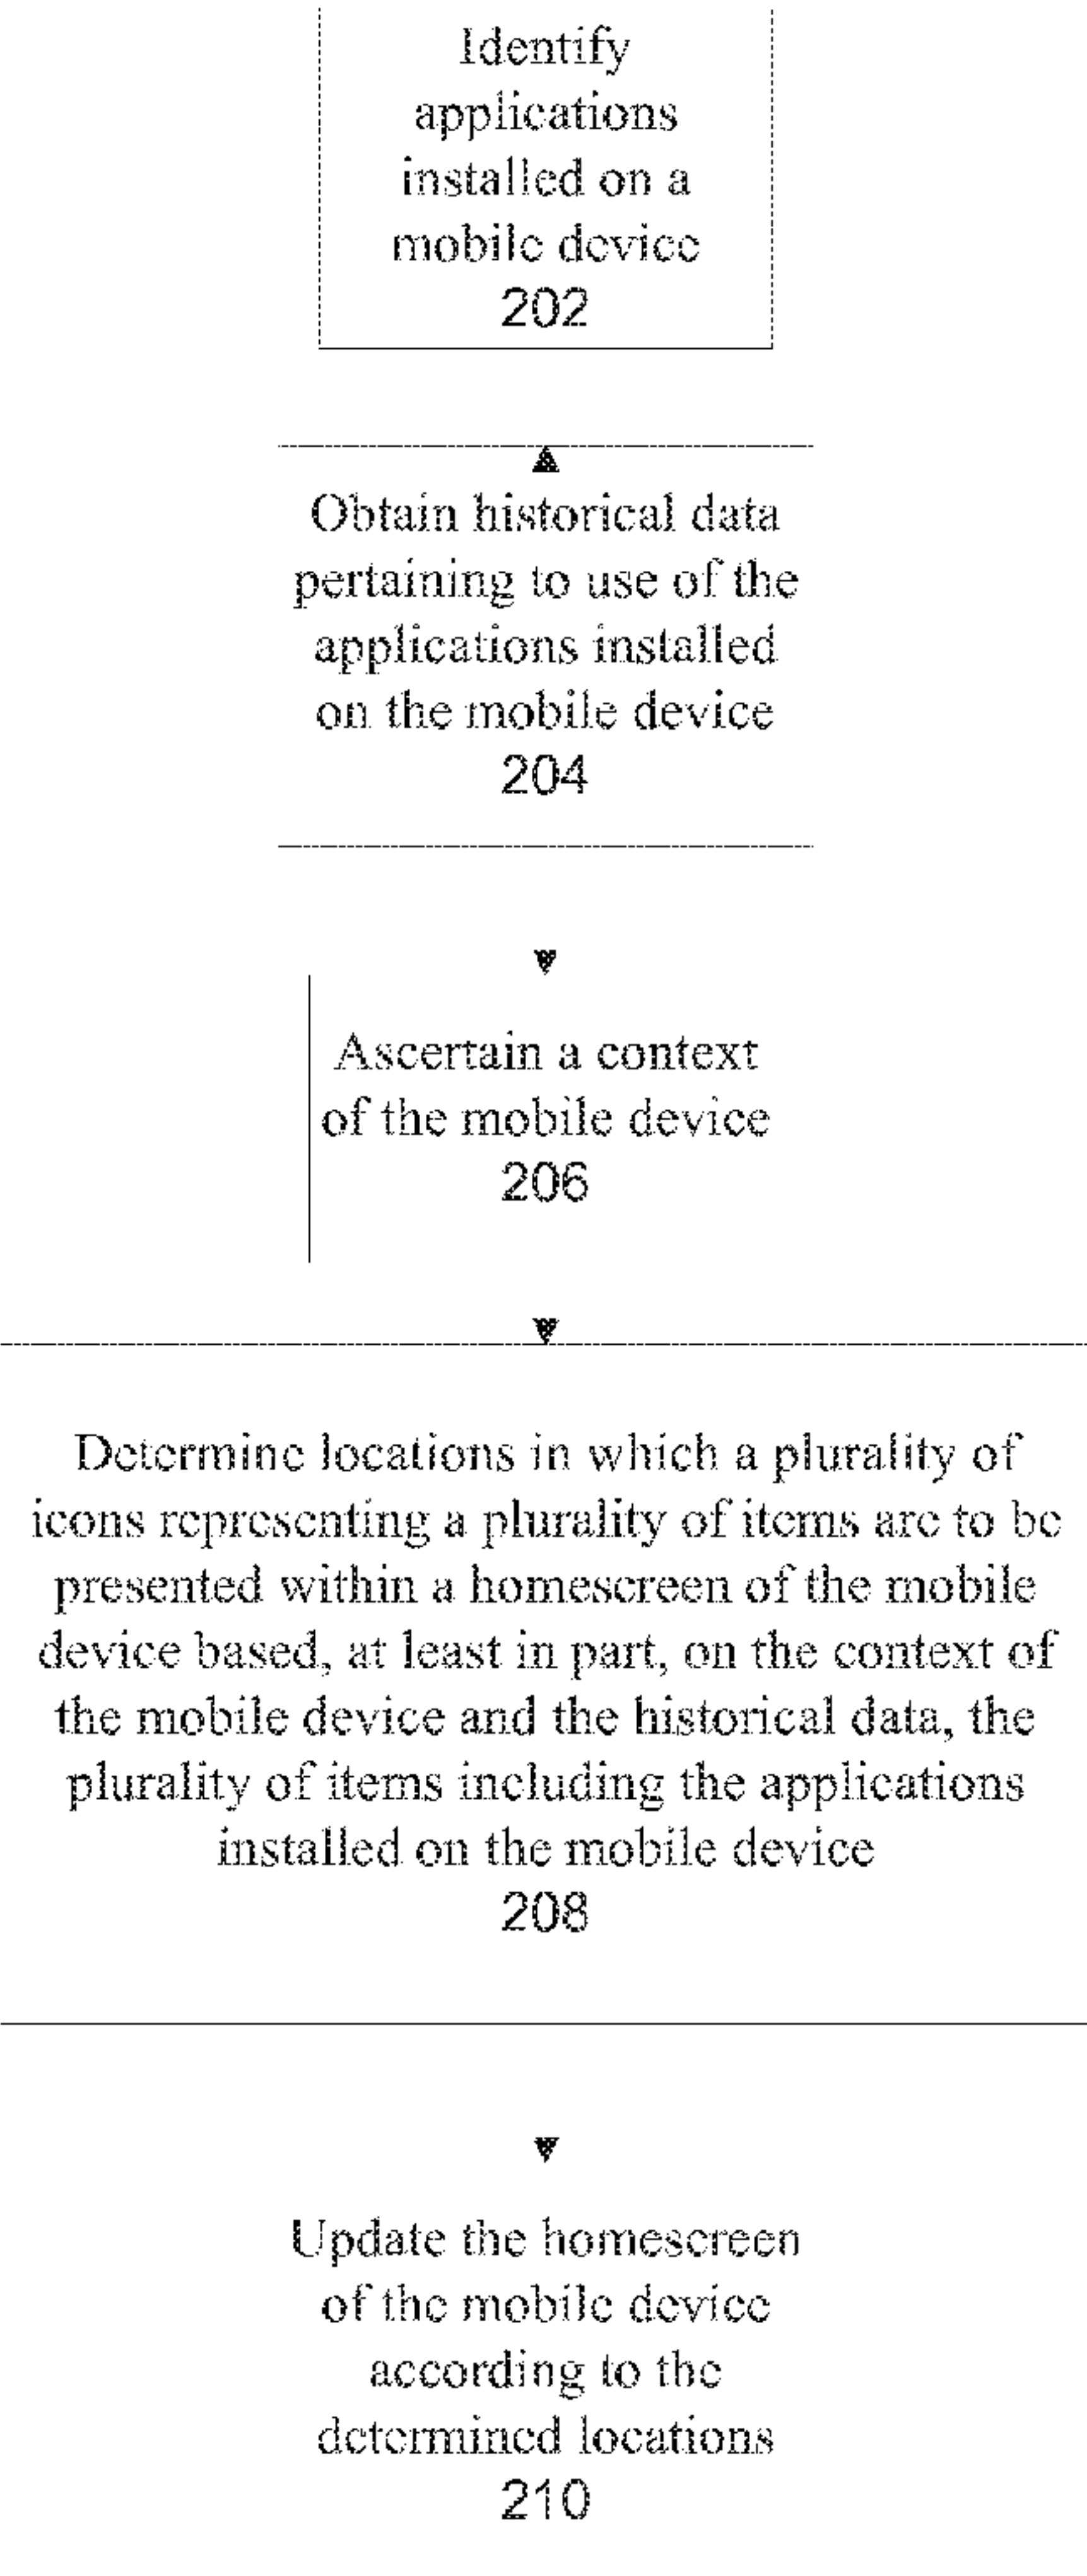 Identify
applications
installed on a
mobile device
202
Obtain historical data
pertaining to use of the
applications installed
on the mobile device
204
Ascertain a context
of the mobile device
206
Determine locations in which a plurality of
icons representing a plurality of items are to be
presented within a homescreen of the mobile
device based, at least in part, on the context of
the mobile device and the historical data, the
plurality of items including the applications
installed on the mobile device
208
Update the homescreen
of the mobile device
according to the
determined locations
210